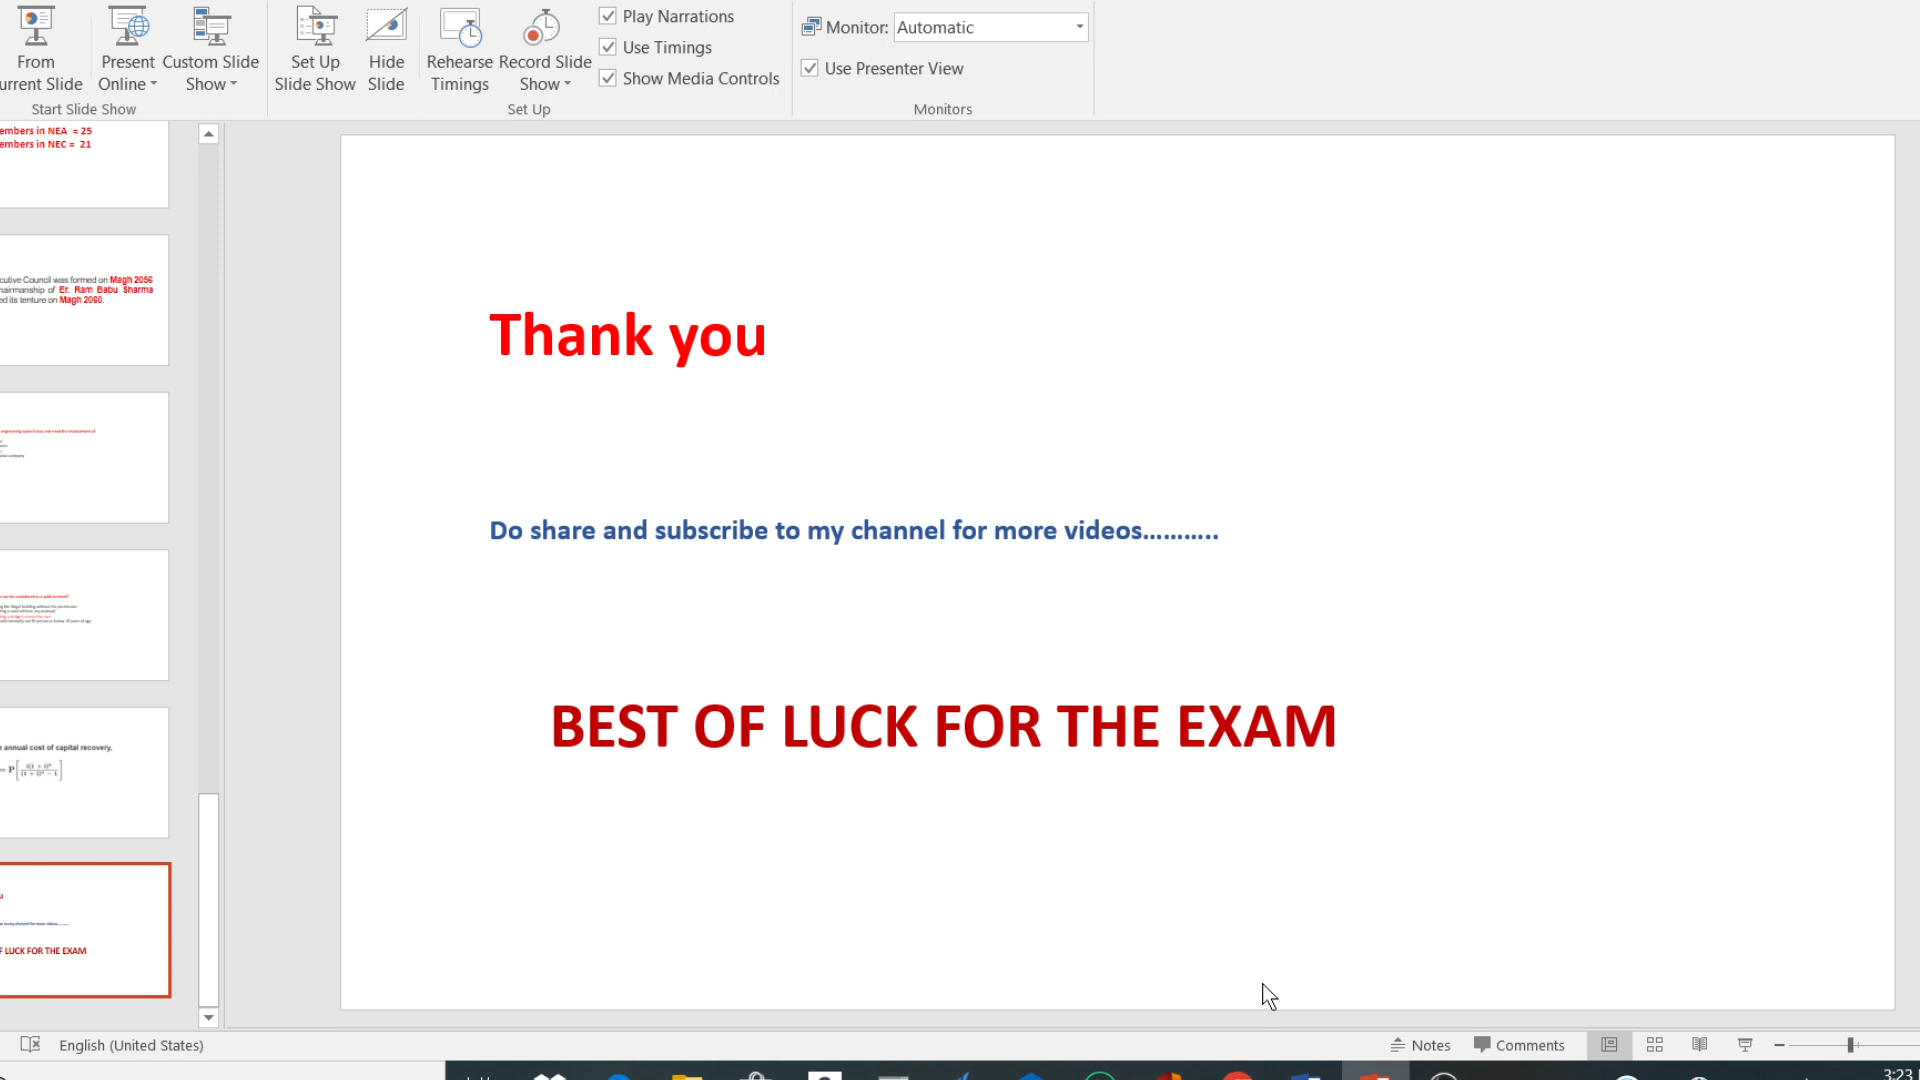 From
urrent Slide
Present
Online
Custom Slide
Show
Start Slide Show
Set Up
Slide Show
Hide
Slide
Rehearse
Timings
Record Slide
Show
Play Narrations
Use Timings
Show Media Controls
Set Up
Monitor: Automatic
Use Presenter View
Monitors
embers in NEA = 25
embers in NEC = 21
cutive Council was formed on Magh 2056
hairmanship of Er. Ram Babu Sharma
ed its tenture on Magh 2060.
annual cost of capital recovery,
F LUCK FOR THE EXAM
Thank you
Do share and subscribe to my channel for more videos...........
BEST OF LUCK FOR THE EXAM
English (United States)
Notes
Comments
3:23